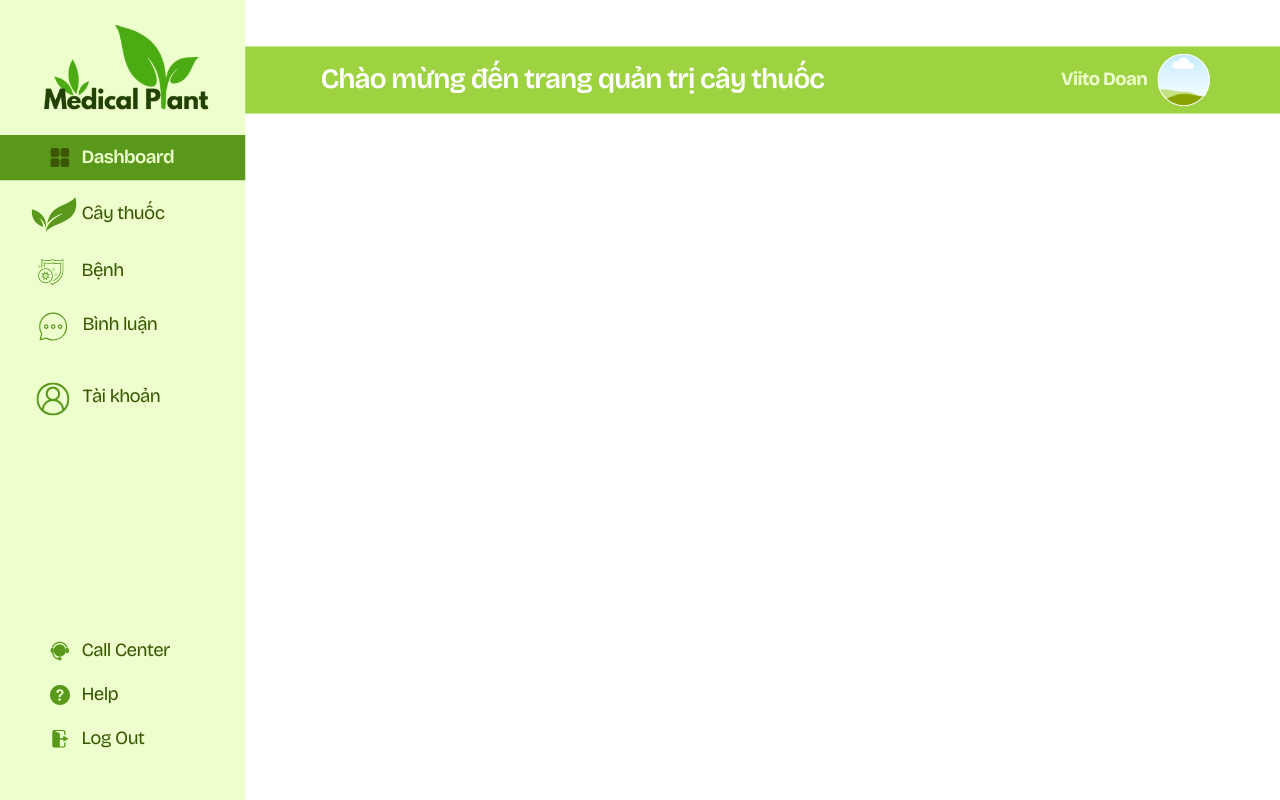 Medical Plant
Chào mừng đến trang quản trị cây thuốc
Viito Doan
Dashboard
Cây thuốc
Bệnh
Bình luận
Tài khoản
Call Center
Help
Log Out